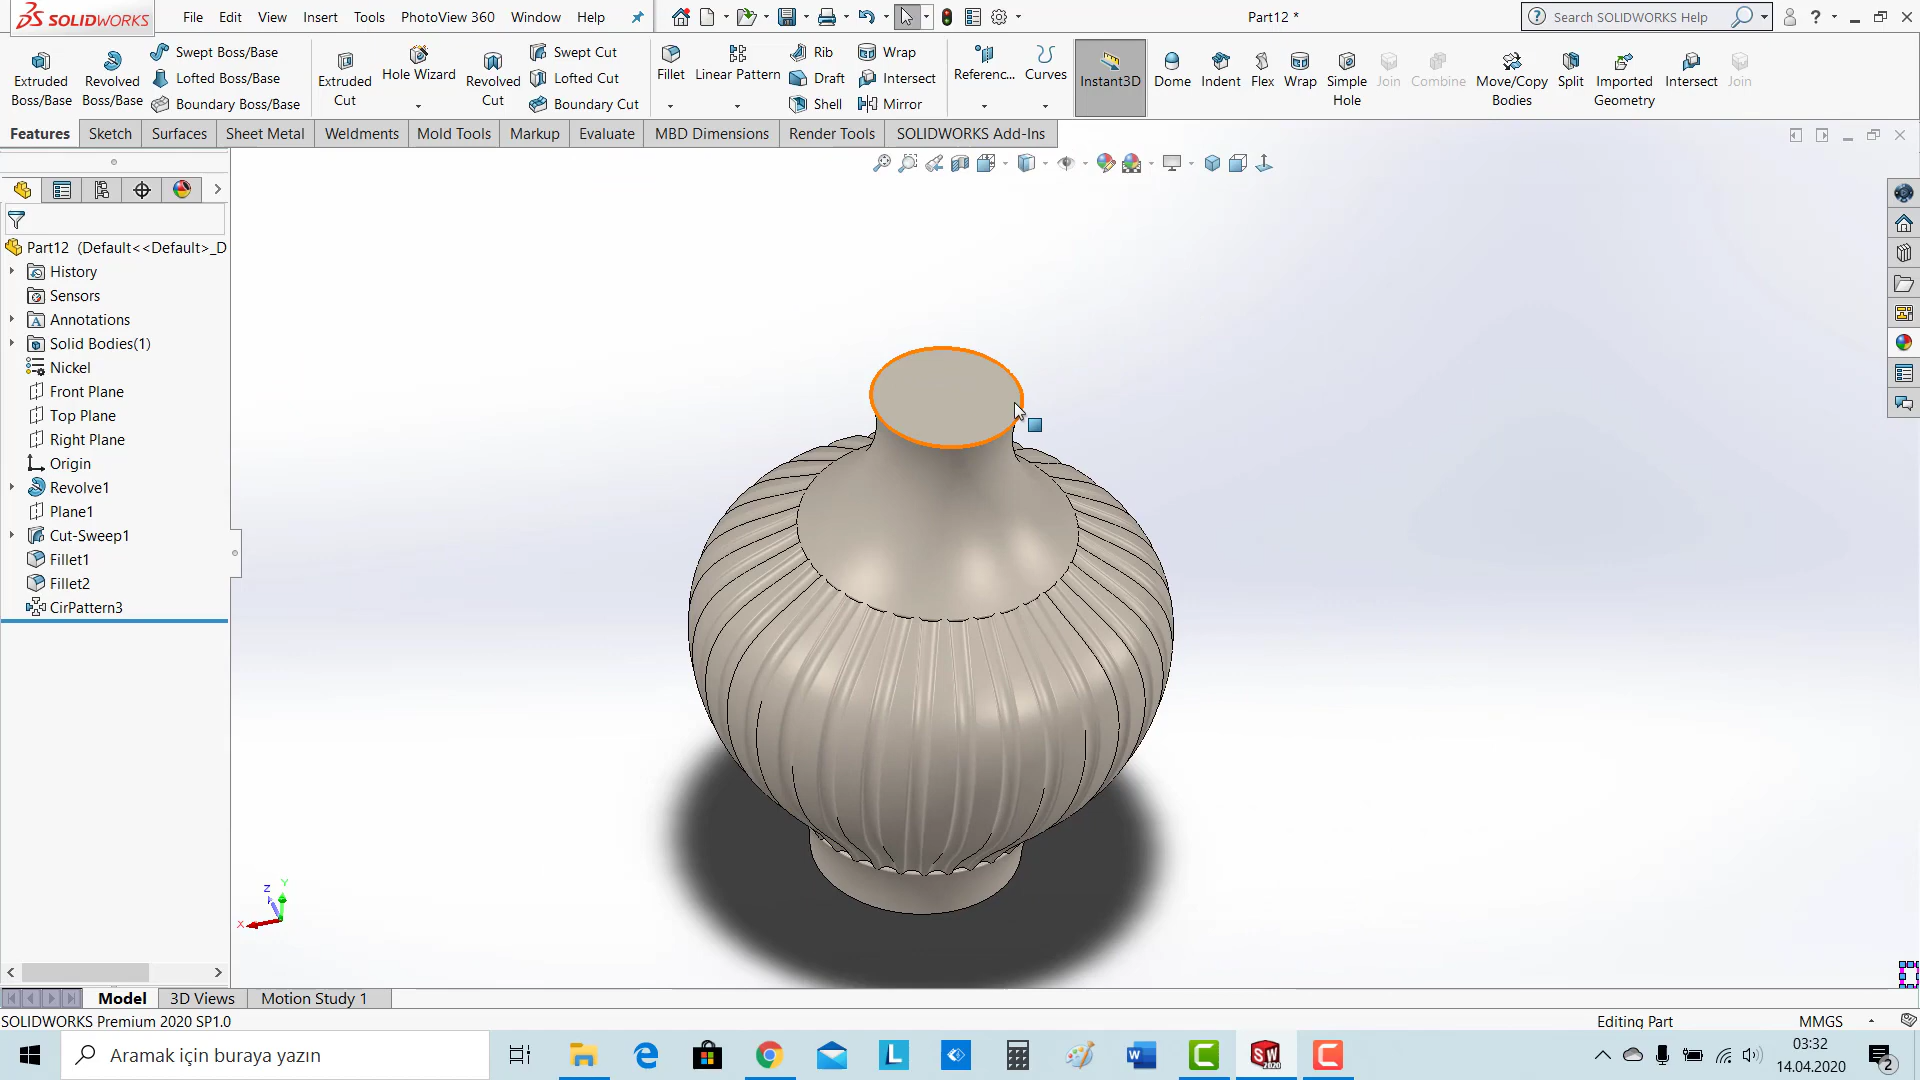 SOLIDWORKS File Edit View Insert Tools PhotoView 360 Window Help Part12 * Search SOLIDWORKS Help
Extruded Boss/Base
Revolved Boss/Base
Swept Boss/Base
Lofted Boss/Base
Boundary Boss/Base
Extruded Cut
Hole Wizard
Revolved Cut
Swept Cut
Lofted Cut
Boundary Cut
Fillet
Linear Pattern
Rib
Draft
Shell
Wrap
Intersect
Mirror
Referenc...
Curves
Instant3D
Dome
Indent
Flex
Wrap
Simple Hole
Join
Combine
Move/Copy Bodies
Split
Imported Geometry
Intersect
Join
Features Sketch Surfaces Sheet Metal Weldments Mold Tools Markup Evaluate MBD Dimensions Render Tools SOLIDWORKS Add-Ins
Part12 (Default<<Default>_D
History
Sensors
Annotations
Solid Bodies(1)
Nickel
Front Plane
Top Plane
Right Plane
Origin
Revolve1
Plane1
Cut-Sweep1
Fillet1
Fillet2
CirPattern3
Z Y
X
Model 3D Views Motion Study 1
SOLIDWORKS Premium 2020 SP1.0 Editing Part MMGS
Aramak için buraya yazın
03:32
14.04.2020
2